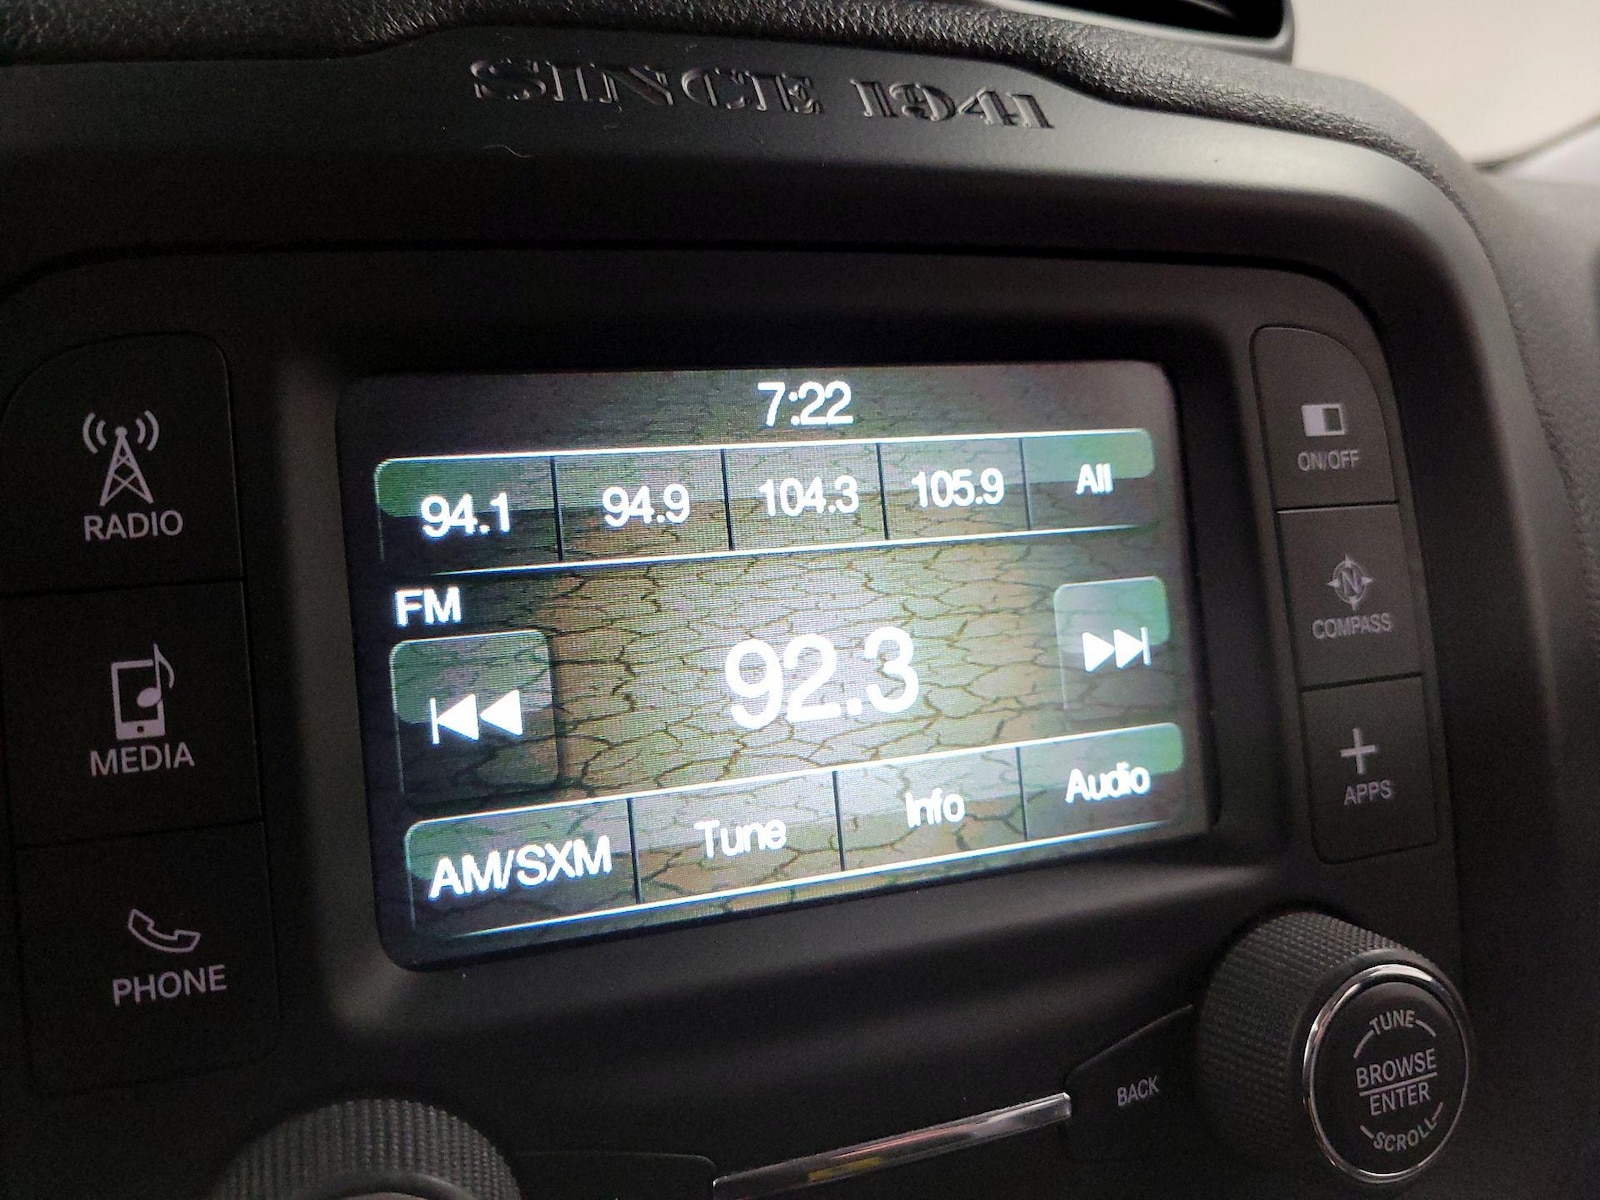 SINCE 1941
7:22
94.1 94.9 104.3 105.9 All
FM
92.3
AM/SXM Tune Info Audio
RADIO
MEDIA
PHONE
ON/OFF
N
COMPASS
APPS
BACK
TUNE
BROWSE
ENTER
SCROLL